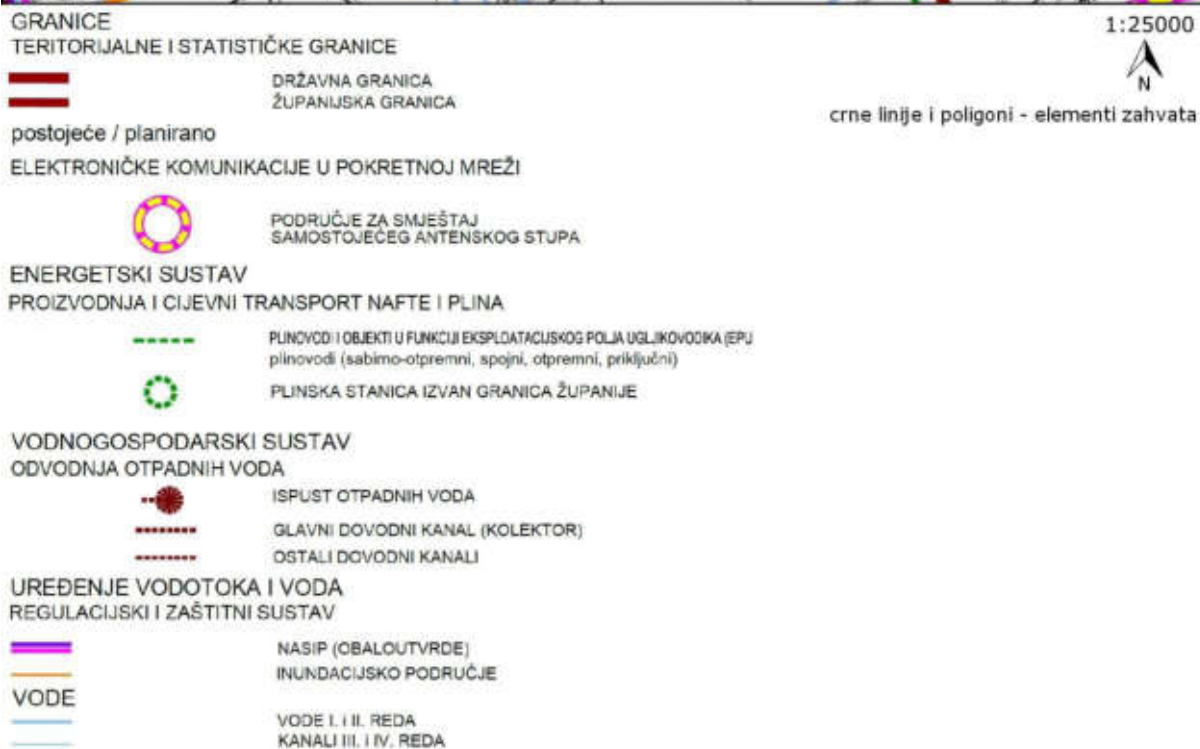 GRANICE
1:25000
TERITORIJALNE I STATISTIČKE GRANICE
N
DRŽAVNA GRANICA
ŽUPANIJSKA GRANICA
crne linije i poligoni - elementi zahvata
postojeće / planirano
ELEKTRONIČKE KOMUNIKACIJE U POKRETNOJ MREŽI
PODRUČJE ZA SMJEŠTAJ
SAMOSTOJEĆEG ANTENSKOG STUPA
ENERGETSKI SUSTAV
PROIZVODNJA I CIJEVNI TRANSPORT NAFTE I PLINA
PLINOVODI I OBJEKTI U FUNKCIJI EKSPLOATACIJSKOG POLJA UGLJIKOVODIKA (EPU
plinovodi (sabirno-otpremni, spojni, otpremni, priključni)
PLINSKA STANICA IZVAN GRANICA ŽUPANIJE
VODNOGOSPODARSKI SUSTAV
ODVODNJA OTPADNIH VODA
ISPUST OTPADNIH VODA
GLAVNI DOVODNI KANAL (KOLEKTOR)
OSTALI DOVODNI KANALI
UREĐENJE VODOTOKA I VODA
REGULACIJSKI I ZAŠTITNI SUSTAV
NASIP (OBALOUTVRDE)
INUNDACIJSKO PODRUČJE
VODE
VODE I. i II. REDA
KANALI III. i IV. REDA